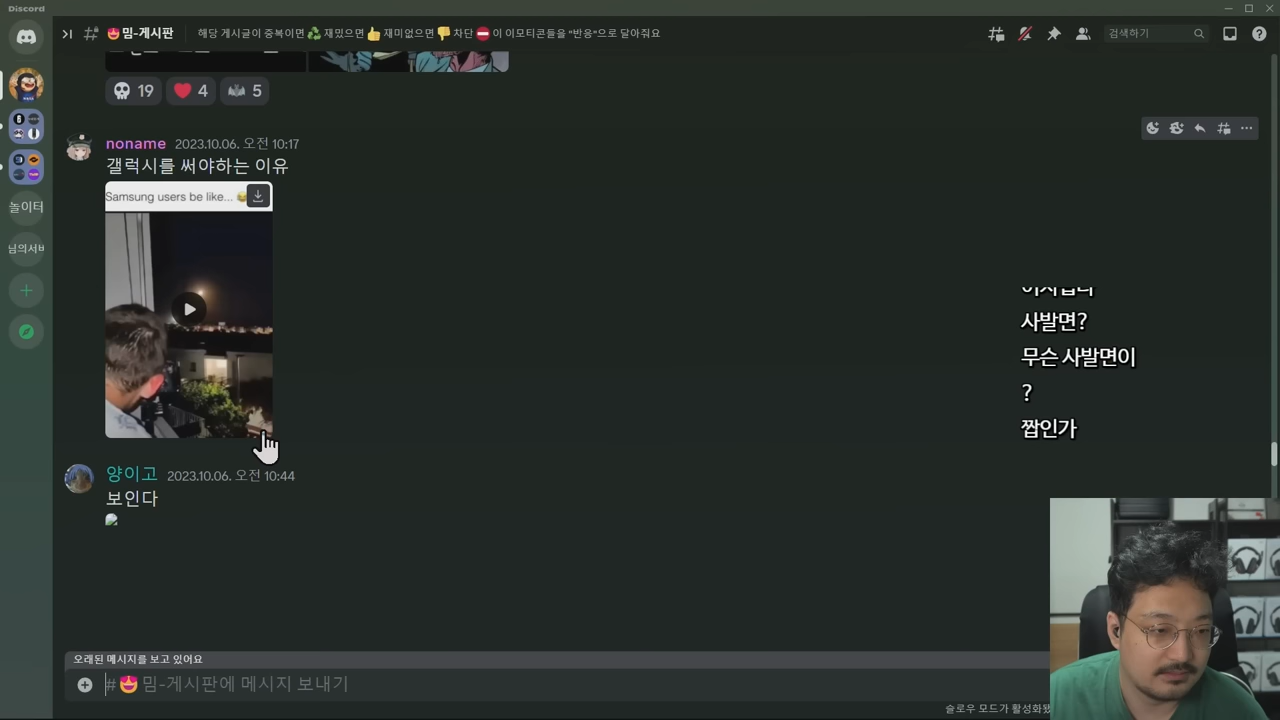 Discord
밈-게시판
해당 게시글이 중복이면 재밌으면 재미없으면 차단 이 이모티콘들을 "반응"으로 달아줘요
검색하기
19
4
5
noname 2023.10.06. 오전 10:17
갤럭시를 써야하는 이유
Samsung users be like...
놀이터
님의서버
사발면?
무슨 사발면이
?
짭인가
양이고 2023.10.06. 오전 10:44
보인다
오래된 메시지를 보고 있어요
#밈-게시판에 메시지 보내기
슬로우 모드가 활성화됐